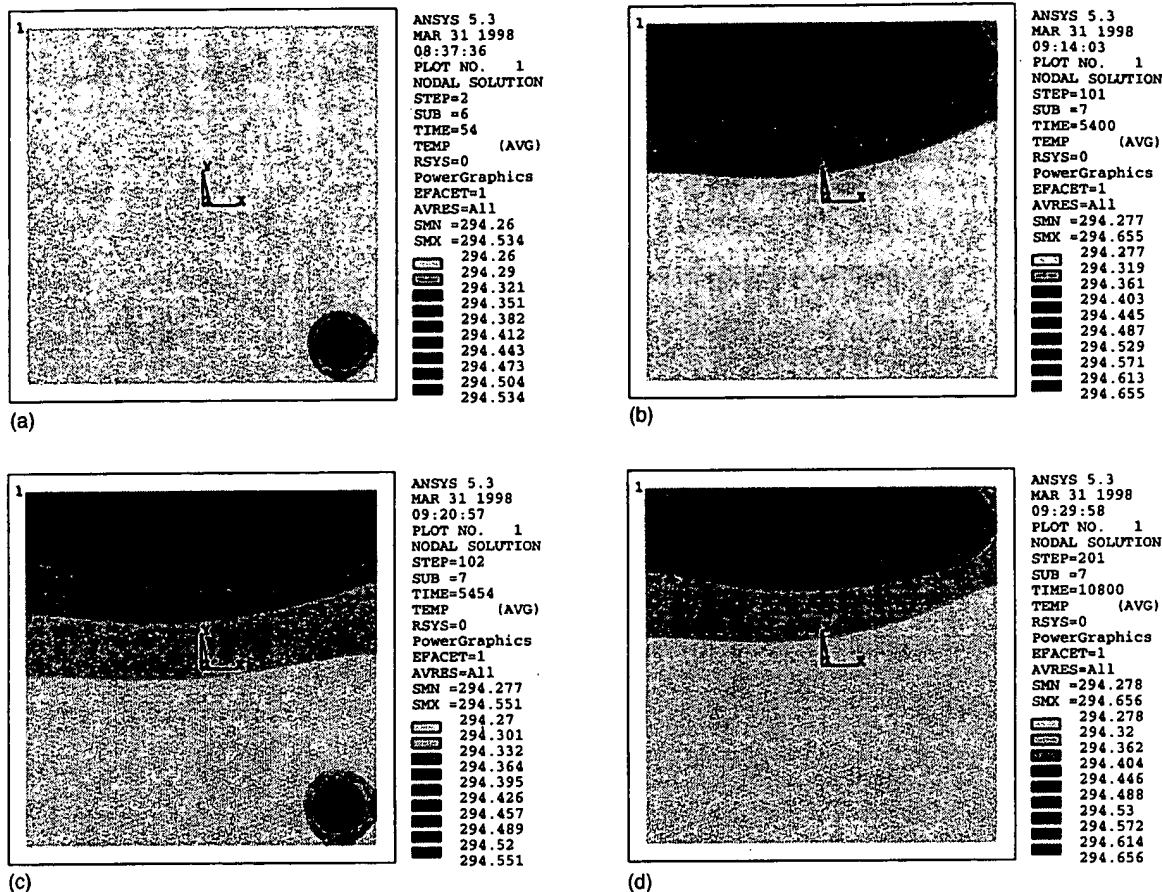 1
ANSYS 5.3
MAR 31 1998
08:37:36
PLOT NO. 1
NODAL SOLUTION
STEP=2
SUB =6
TIME=54
TEMP (AVG)
RSYS=0
PowerGraphics
EFACET=1
AVRES=All
SMN =294.26
SMX =294.534
294.26
294.29
294.321
294.351
294.382
294.412
294.443
294.473
294.504
294.534
Y
X
(a)
1
ANSYS 5.3
MAR 31 1998
09:14:03
PLOT NO. 1
NODAL SOLUTION
STEP=101
SUB =7
TIME=5400
TEMP (AVG)
RSYS=0
PowerGraphics
EFACET=1
AVRES=All
SMN =294.277
SMX =294.655
294.277
294.319
294.361
294.403
294.445
294.487
294.529
294.571
294.613
294.655
X
(b)
1
ANSYS 5.3
MAR 31 1998
09:20:57
PLOT NO. 1
NODAL SOLUTION
STEP=102
SUB =7
TIME=5454
TEMP (AVG)
RSYS=0
PowerGraphics
EFACET=1
AVRES=All
SMN =294.277
SMX =294.551
294.27
294.301
294.332
294.364
294.395
294.426
294.457
294.489
294.52
294.551
(c)
1
ANSYS 5.3
MAR 31 1998
09:29:58
PLOT NO. 1
NODAL SOLUTION
STEP=201
SUB =7
TIME=10800
TEMP (AVG)
RSYS=0
PowerGraphics
EFACET=1
AVRES=All
SMN =294.278
SMX =294.656
294.278
294.32
294.362
294.404
294.446
294.488
294.53
294.572
294.614
294.656
X
(d)